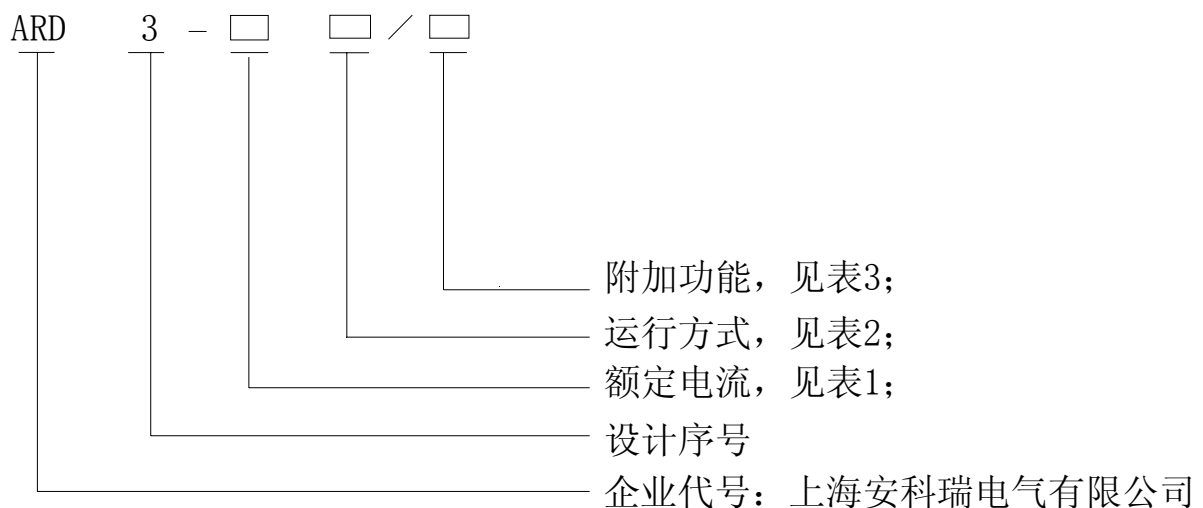 ARD 3 - □ □ / □
附加功能，见表3；
运行方式，见表2；
额定电流，见表1；
设计序号
企业代号：上海安科瑞电气有限公司